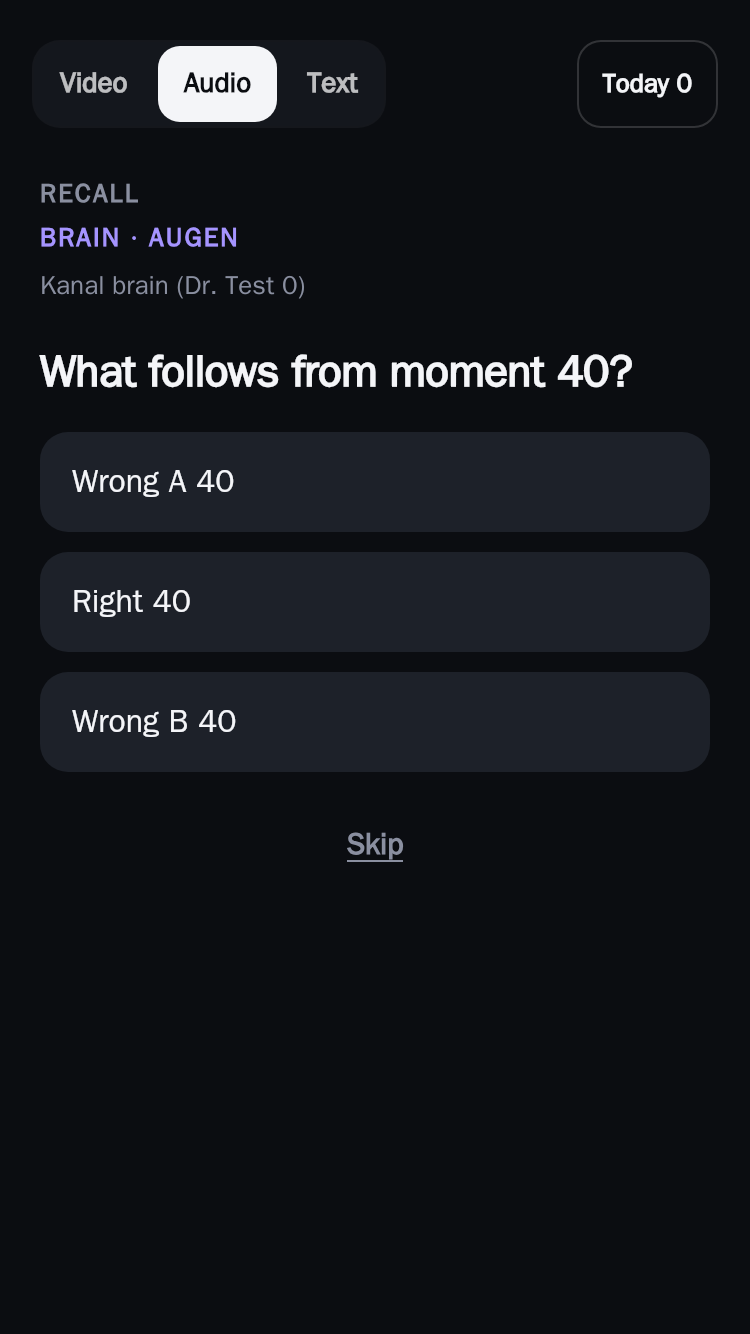 Video Audio Text Today 0
RECALL
BRAIN · AUGEN
Kanal brain (Dr. Test 0)
What follows from moment 40?
Wrong A 40
Right 40
Wrong B 40
Skip